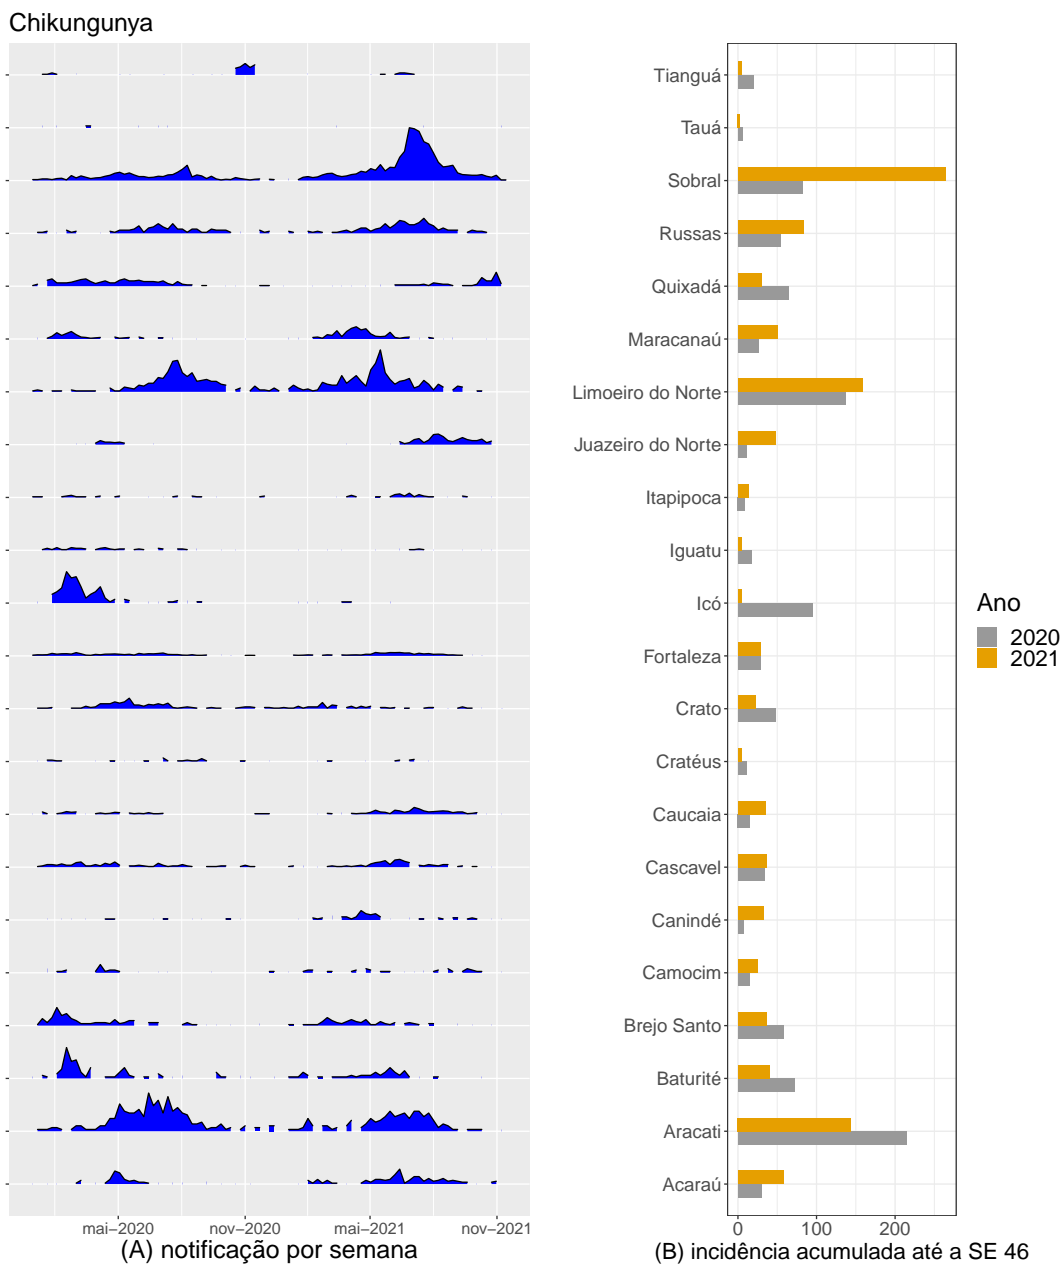 Chikungunya
Tianguá
Tauá
Sobral
Russas
Quixadá
Maracanaú
Limoeiro do Norte
Juazeiro do Norte
Itapipoca
Iguatu
Icó
Fortaleza
Crato
Cratéus
Caucaia
Cascavel
Canindé
Camocim
Brejo Santo
Baturité
Aracati
Acaraú
Ano
2020
2021
mai−2020 nov−2020 mai−2021 nov−2021
(A) notificação por semana
0 100 200
(B) incidência acumulada até a SE 46